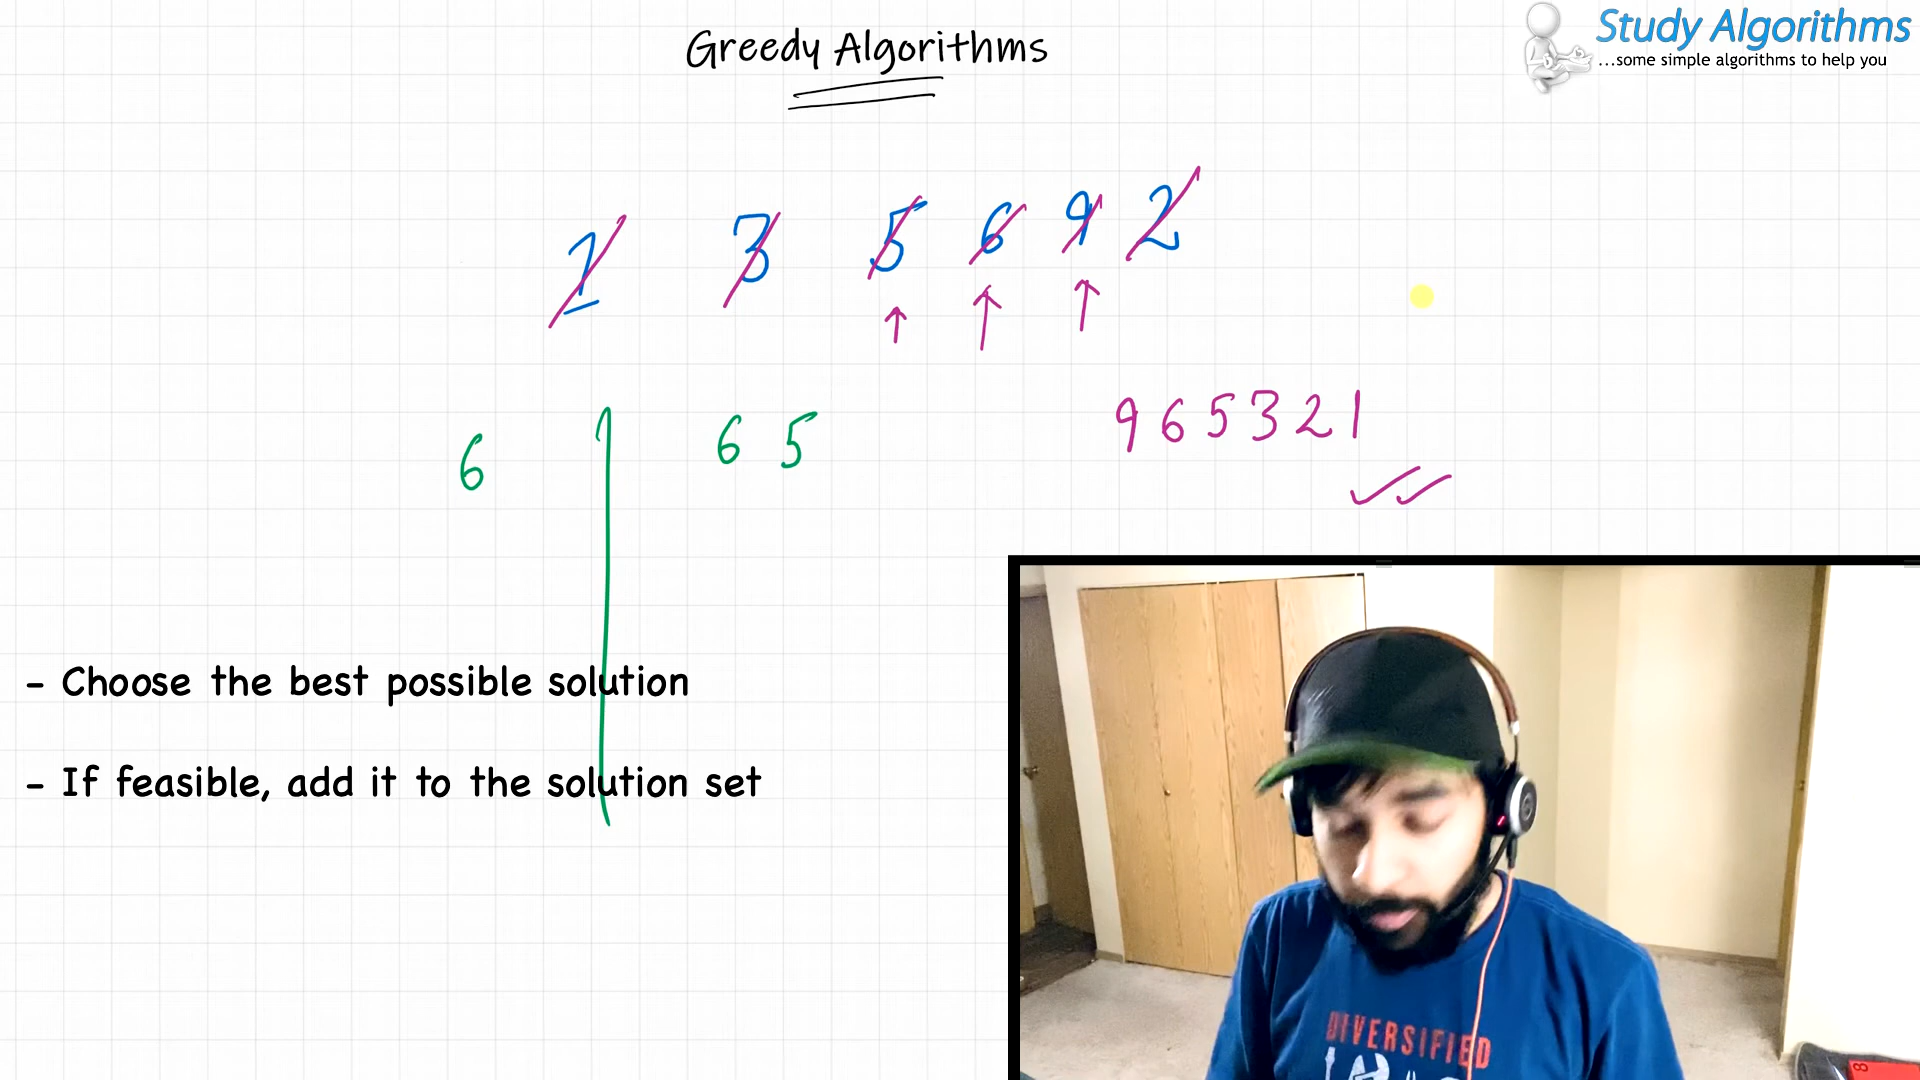 Greedy Algorithms
Study Algorithms
...some simple algorithms to help you
1 3 5 6 9 2
6 6 5
9 6 5 3 2 1
- Choose the best possible solution
- If feasible, add it to the solution set
DIVERSIFIED
8